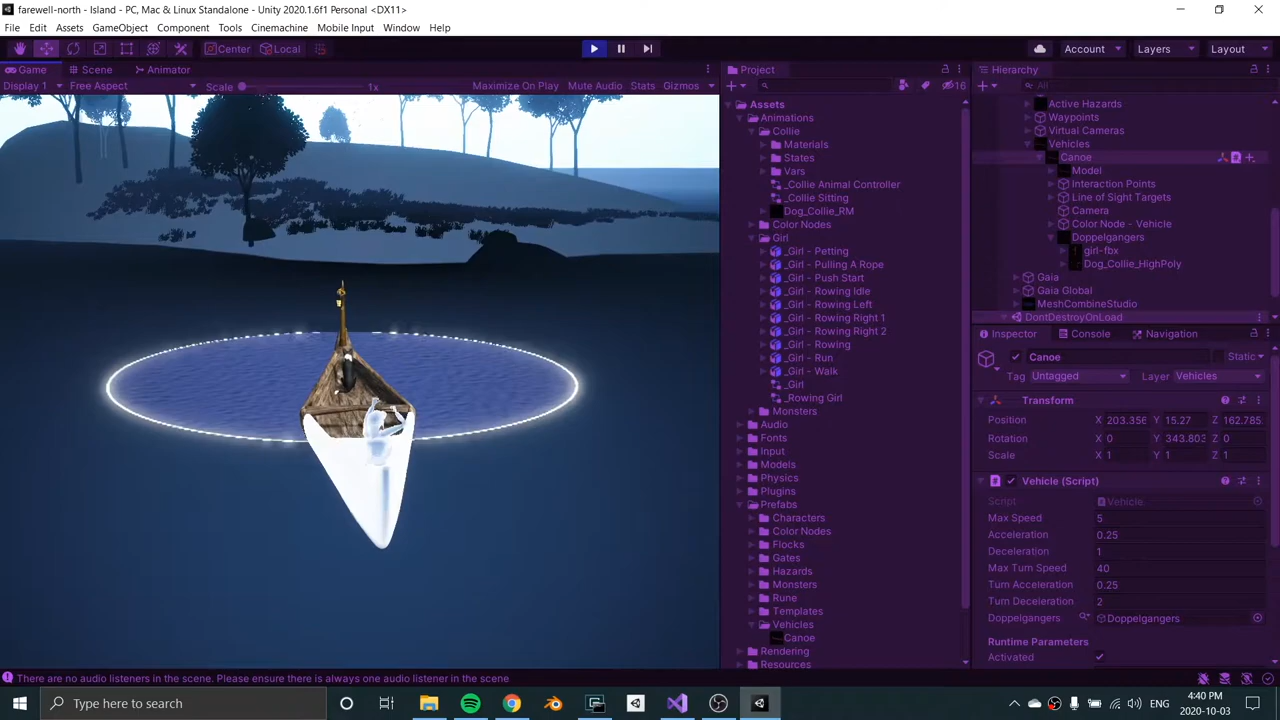 farewell-north - Island - PC, Mac & Linux Standalone - Unity 2020.1.6f1 Personal <DX11>
File Edit Assets GameObject Component Tools Cinemachine Mobile Input Window Help
Center Local Account Layers Layout
Game Scene Animator
Display 1 Free Aspect Scale 1x Maximize On Play Mute Audio Stats Gizmos
Project
16
Assets
Animations
Collie
Materials
States
Vars
_Collie Animal Controller
_Collie Sitting
Dog_Collie_RM
Color Nodes
Girl
_Girl - Petting
_Girl - Pulling A Rope
_Girl - Push Start
_Girl - Rowing Idle
_Girl - Rowing Left
_Girl - Rowing Right 1
_Girl - Rowing Right 2
_Girl - Rowing
_Girl - Run
_Girl - Walk
_Girl
_Rowing Girl
Monsters
Audio
Fonts
Input
Models
Physics
Plugins
Prefabs
Characters
Color Nodes
Flocks
Gates
Hazards
Monsters
Rune
Templates
Vehicles
Canoe
Rendering
Resources
Hierarchy
All
Active Hazards
Waypoints
Virtual Cameras
Vehicles
Canoe
Model
Interaction Points
Line of Sight Targets
Camera
Color Node - Vehicle
Doppelgangers
girl-fbx
Dog_Collie_HighPoly
Gaia
Gaia Global
MeshCombineStudio
DontDestroyOnLoad
Inspector Console Navigation
Canoe Static
Tag Untagged Layer Vehicles
Transform
Position X 203.356 Y 15.27 Z 162.785
Rotation X 0 Y 343.803 Z 0
Scale X 1 Y 1 Z 1
Vehicle (Script)
Script Vehicle
Max Speed 5
Acceleration 0.25
Deceleration 1
Max Turn Speed 40
Turn Acceleration 0.25
Turn Deceleration 2
Doppelgangers Doppelgangers
Runtime Parameters
Activated
There are no audio listeners in the scene. Please ensure there is always one audio listener in the scene
Type here to search
ENG
4:40 PM
2020-10-03